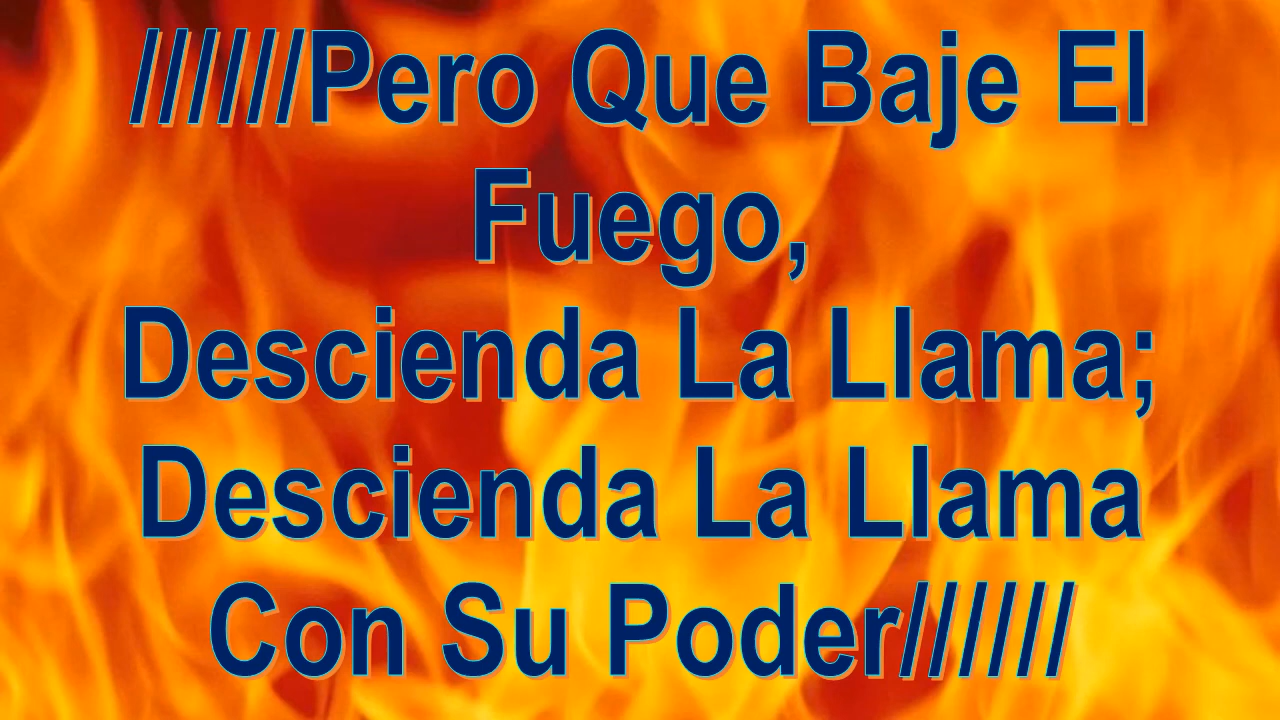 //////Pero Que Baje El
Fuego,
Descienda La Llama;
Descienda La Llama
Con Su Poder//////